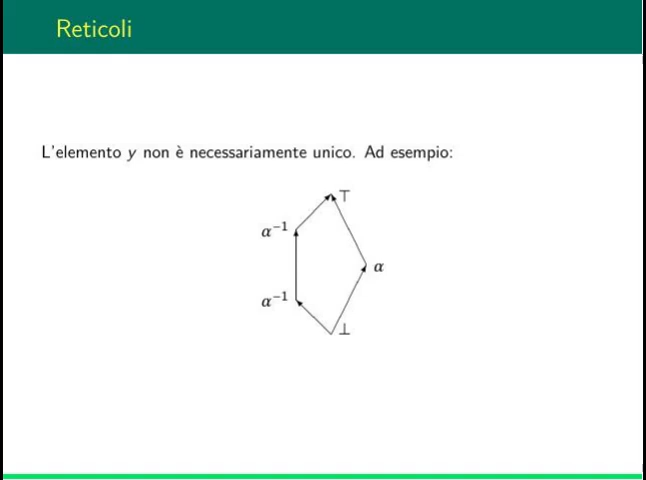 Reticoli
L'elemento y non è necessariamente unico. Ad esempio:
⊤
α⁻¹
α
α⁻¹
⊥